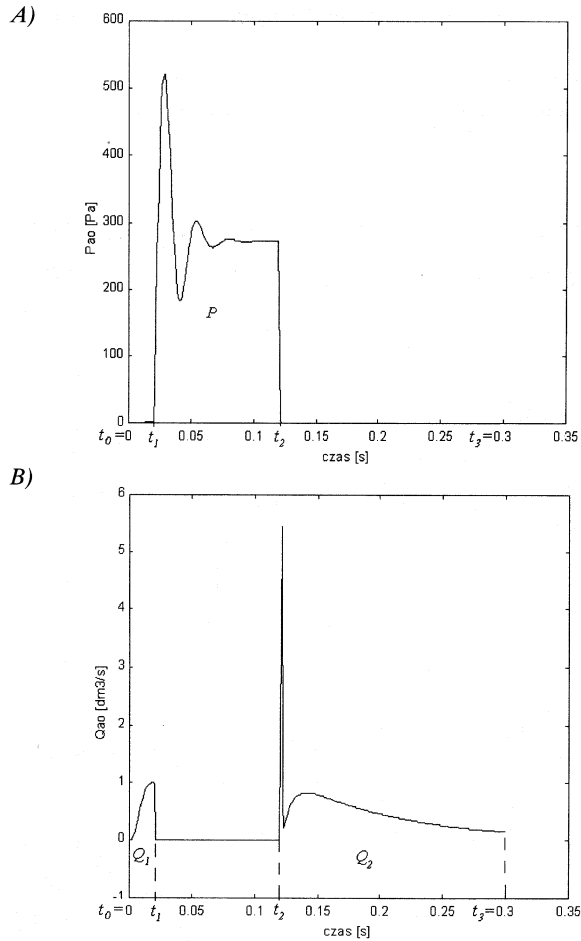 A)
600
500
400
300
200
100
0
Pao [Pa]
P
t0=0 t1 0.05 0.1 t2 0.15 0.2 0.25 t3=0.3 0.35
czas [s]
B)
6
5
4
3
2
1
0
-1
Qao [dm3/s]
Q1
Q2
t0=0 t1 0.05 0.1 t2 0.15 0.2 0.25 t3=0.3 0.35
czas [s]